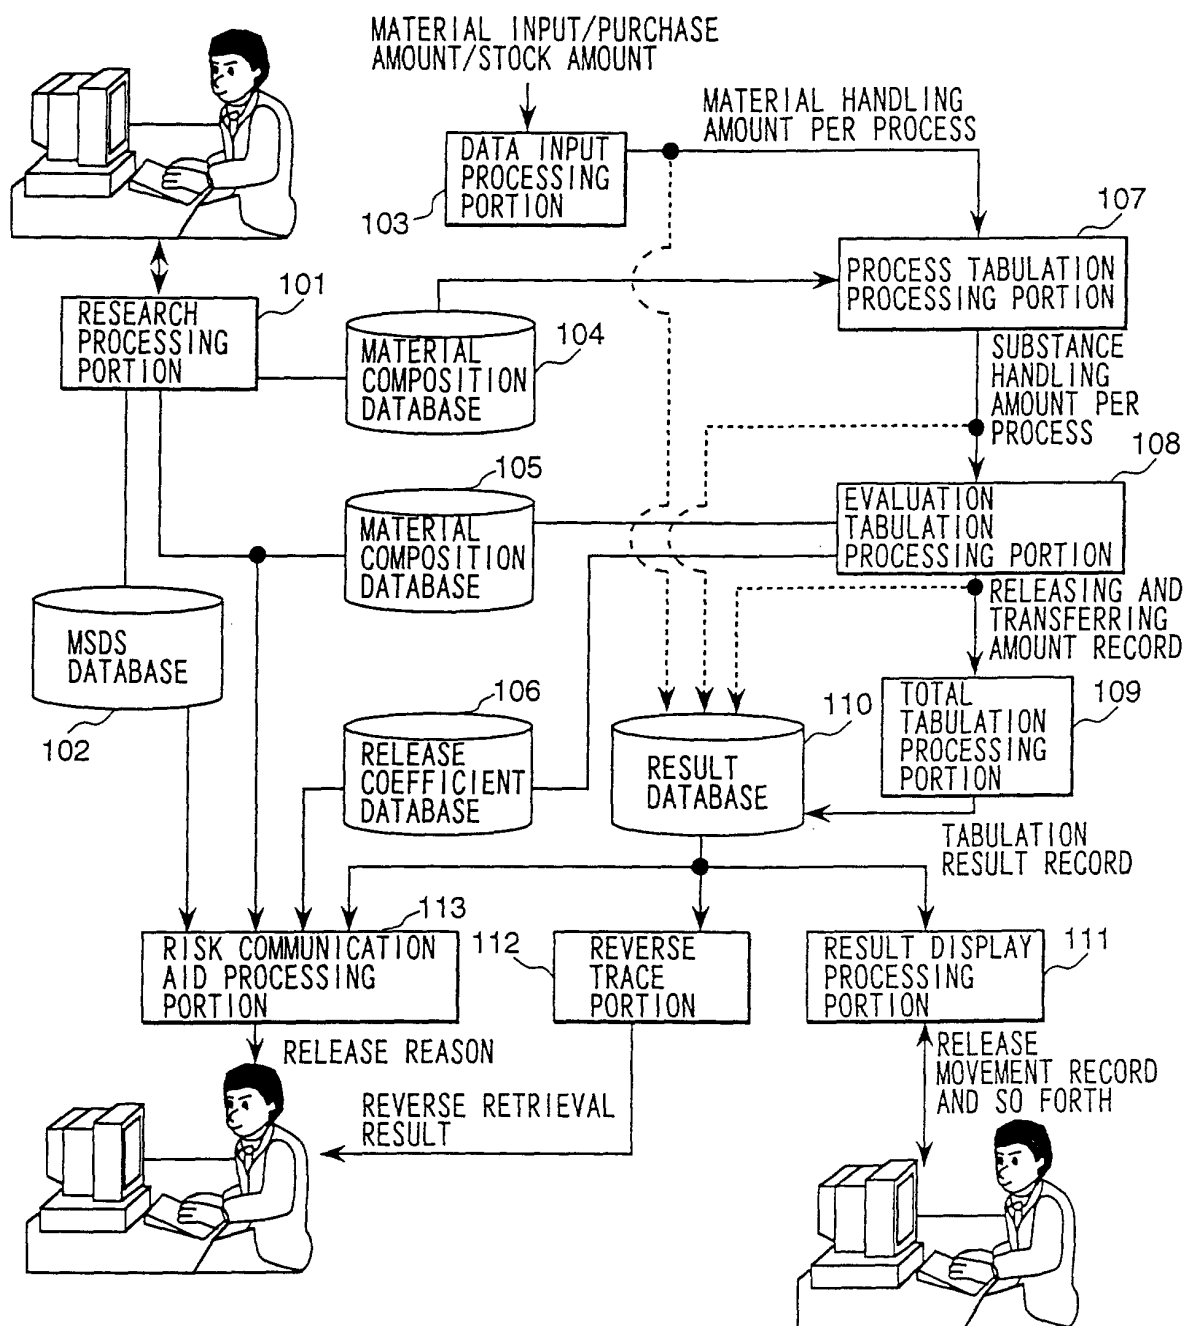 MATERIAL INPUT/PURCHASE
AMOUNT/STOCK AMOUNT
MATERIAL HANDLING
AMOUNT PER PROCESS
DATA INPUT
PROCESSING
PORTION
103
107
PROCESS TABULATION
PROCESSING PORTION
101
RESEARCH
PROCESSING
PORTION
104
MATERIAL
COMPOSITION
DATABASE
SUBSTANCE
HANDLING
AMOUNT PER
PROCESS
108
105
MATERIAL
COMPOSITION
DATABASE
EVALUATION
TABULATION
PROCESSING PORTION
RELEASING AND
TRANSFERRING
AMOUNT RECORD
MSDS
DATABASE
102
106
RELEASE
COEFFICIENT
DATABASE
110
RESULT
DATABASE
109
TOTAL
TABULATION
PROCESSING
PORTION
TABULATION
RESULT RECORD
113
RISK COMMUNICATION
AID PROCESSING
PORTION
112
REVERSE
TRACE
PORTION
RESULT DISPLAY
PROCESSING
PORTION
111
RELEASE REASON
REVERSE RETRIEVAL
RESULT
RELEASE
MOVEMENT RECORD
AND SO FORTH